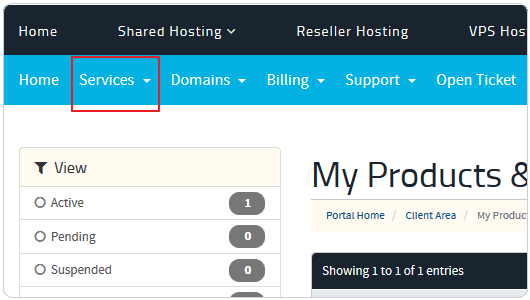 Home Shared Hosting Reseller Hosting VPS Hos
Home Services Domains Billing Support Open Ticket
View
Active 1
Pending 0
Suspended 0
My Products &
Portal Home / Client Area / My Produc
Showing 1 to 1 of 1 entries